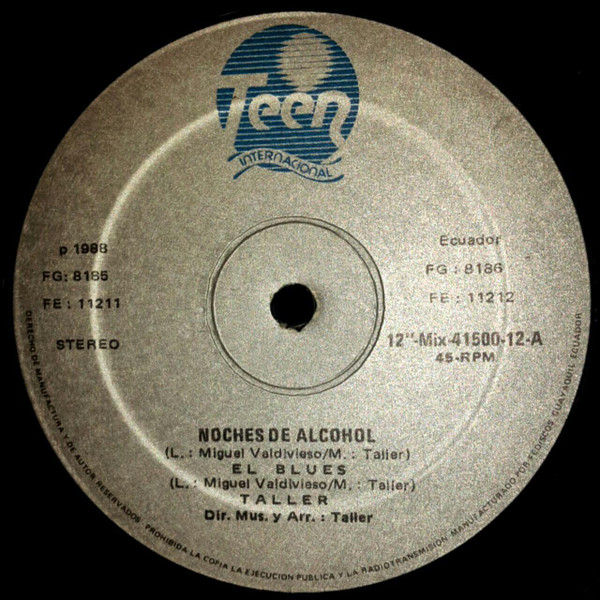 Teen
INTERNACIONAL
p 1988
FG: 8185
FE : 11211
STEREO
Ecuador
FG : 8186
FE : 11212
12"-Mix-41500-12-A
45-RPM
NOCHES DE ALCOHOL
(L. : Miguel Valdivieso/M. : Taller)
EL BLUES
(L. : Miguel Valdivieso/M. : Taller)
TALLER
Dir. Mus. y Arr. : Taller
DERECHO DE MANUFACTURA Y DE AUTOR RESERVADOS. PROHIBIDA LA COPIA LA EJECUCION PUBLICA Y LA RADIOTRANSMISION. MANUFACTURADO POR FEDISCOS GUAYAQUIL ECUADOR